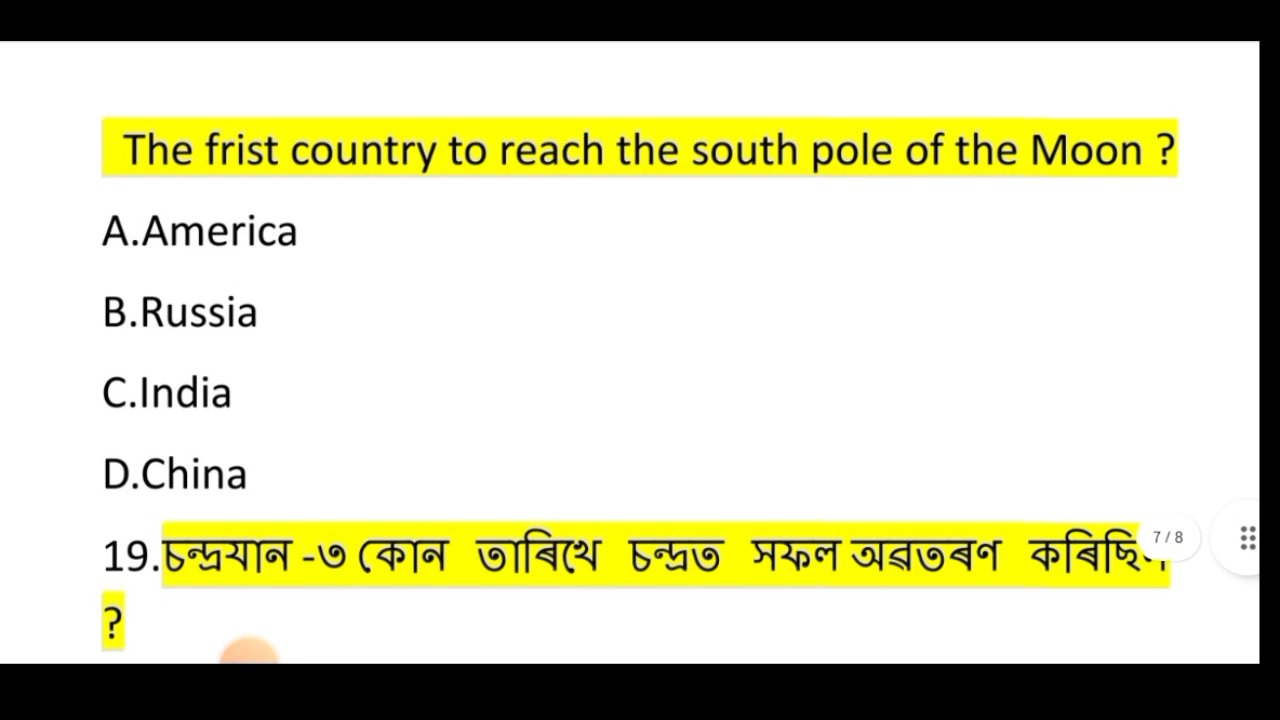 The frist country to reach the south pole of the Moon ?
A.America
B.Russia
C.India
D.China
19.চন্দ্ৰযান -৩ কোন তাৰিখে চন্দ্ৰত সফল অৱতৰণ
?
7 / 8